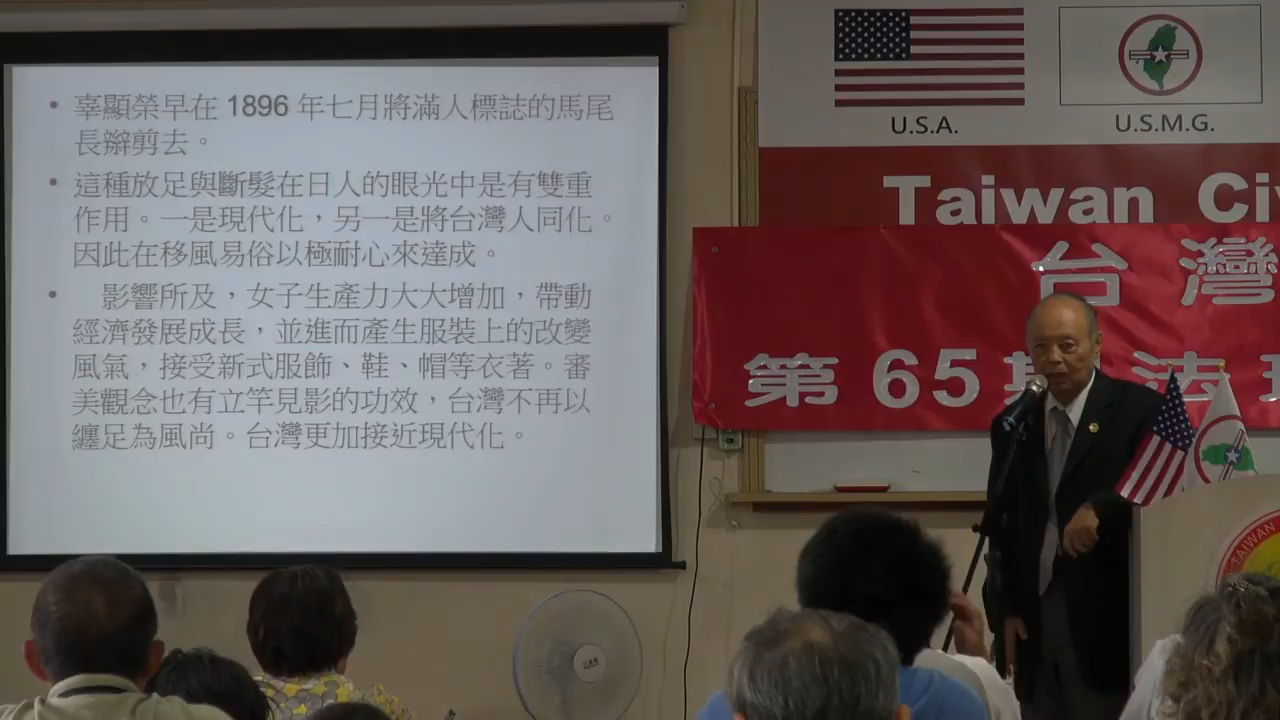 • 辜顯榮早在 1896 年七月將滿人標誌的馬尾
長辮剪去。
• 這種放足與斷髮在日人的眼光中是有雙重
作用。一是現代化，另一是將台灣人同化。
因此在移風易俗以極耐心來達成。
• 影響所及，女子生產力大大增加，帶動
經濟發展成長，並進而產生服裝上的改變
風氣，接受新式服飾、鞋、帽等衣著。審
美觀念也有立竿見影的功效，台灣不再以
纏足為風尚。台灣更加接近現代化。
U.S.A.
U.S.M.G.
Taiwan Ci
台灣
第65期法
TAIWAN